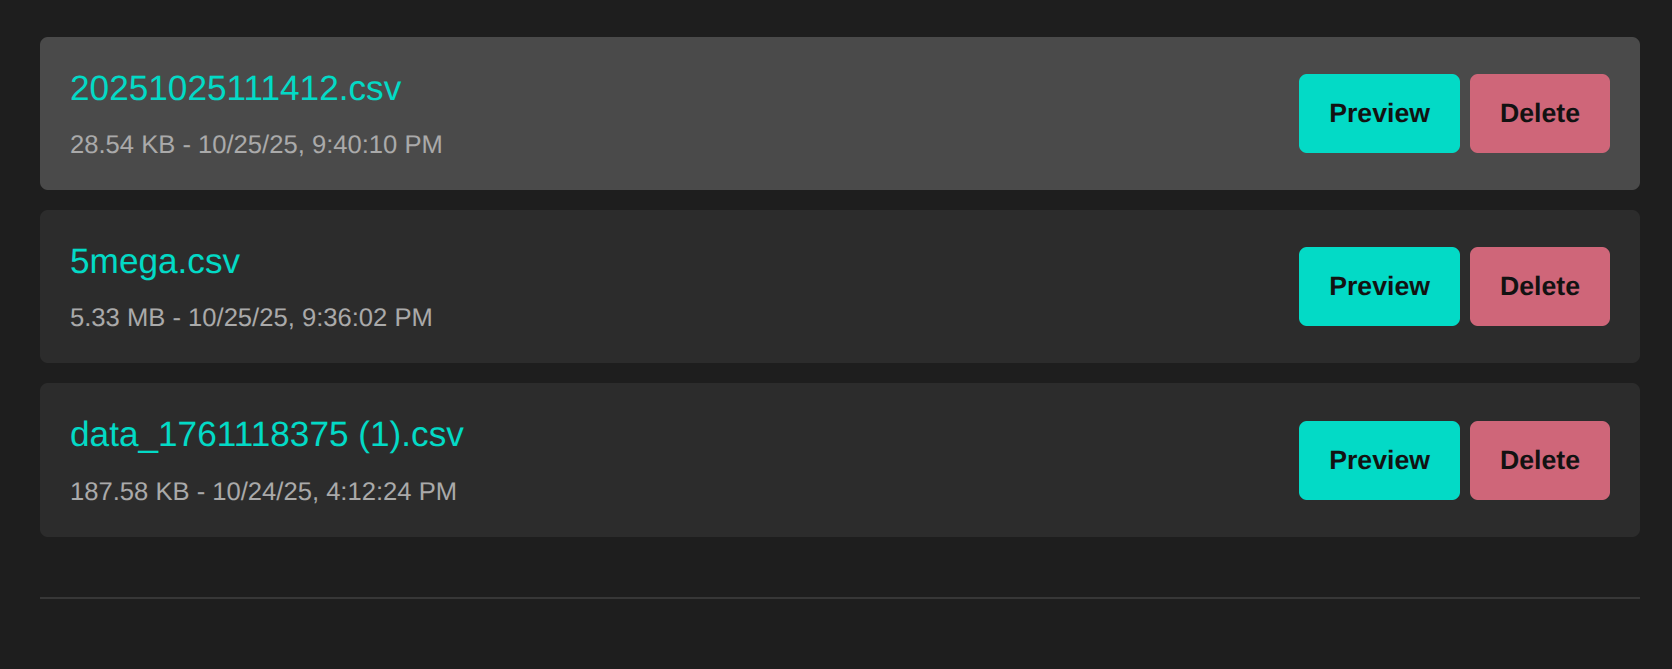 20251025111412.csv
28.54 KB - 10/25/25, 9:40:10 PM
Preview
Delete
5mega.csv
5.33 MB - 10/25/25, 9:36:02 PM
Preview
Delete
data_1761118375 (1).csv
187.58 KB - 10/24/25, 4:12:24 PM
Preview
Delete